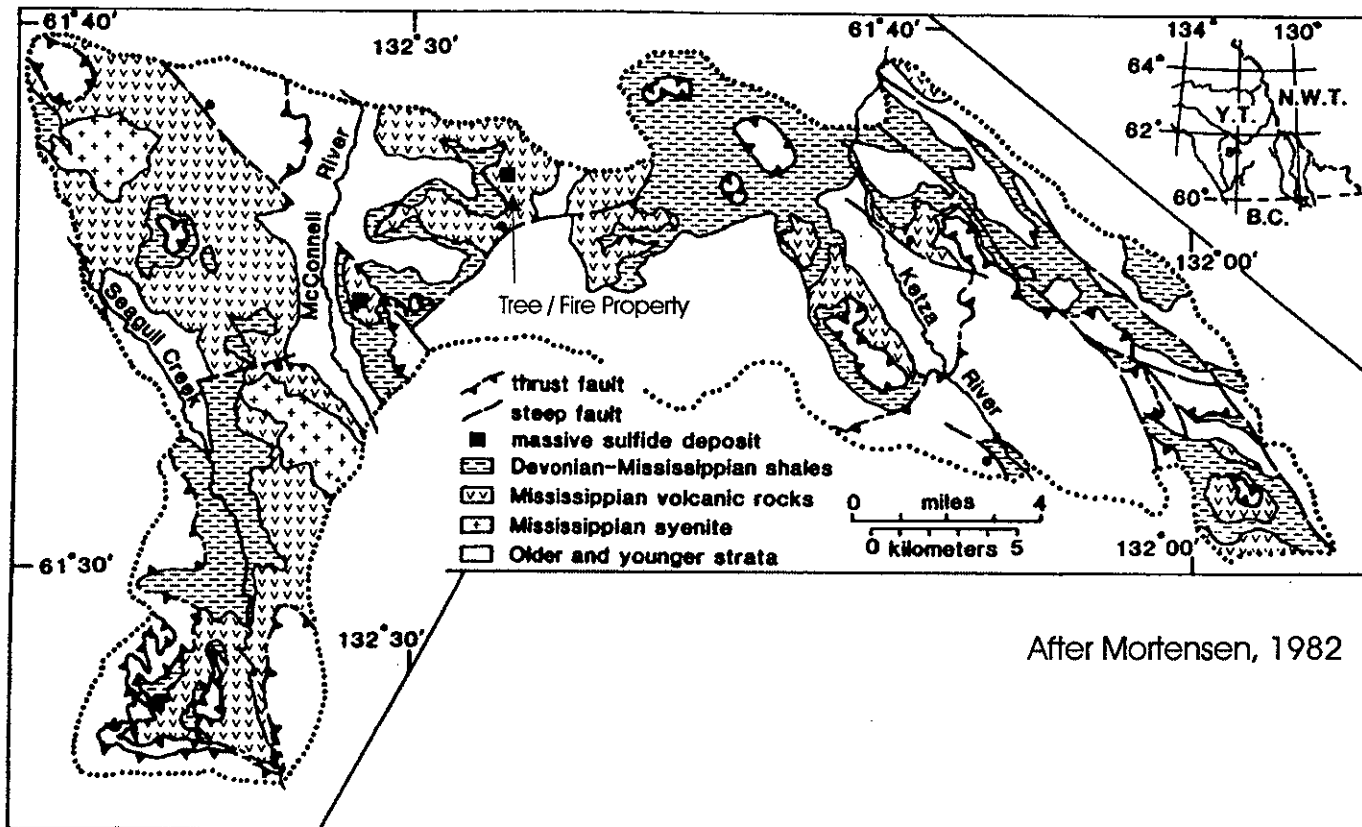 61°40'
132°30'
61°40'
134°
130°
64°
N.W.T.
Y.T.
62°
60°
B.C.
River
McConnell
Seagull Creek
Tree / Fire Property
Ketza
River
132°00'
thrust fault
steep fault
massive sulfide deposit
Devonian-Mississippian shales
Mississippian volcanic rocks
Mississippian syenite
Older and younger strata
0 miles 4
0 kilometers 5
132°00'
61°30'
132°30'
After Mortensen, 1982